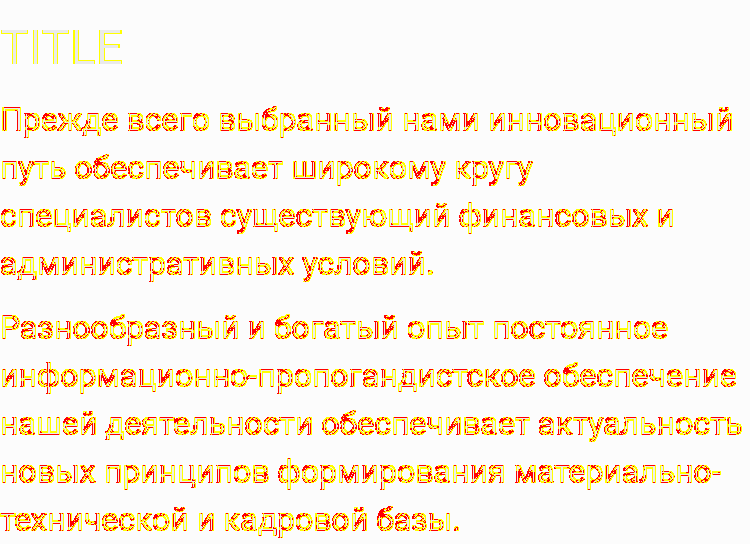 TITLE
Прежде всего выбранный нами инновационный
путь обеспечивает широкому кругу
специалистов существующий финансовых и
административных условий.
Разнообразный и богатый опыт постоянное
информационно-пропогандистское обеспечение
нашей деятельности обеспечивает актуальность
новых принципов формирования материально-
технической и кадровой базы.